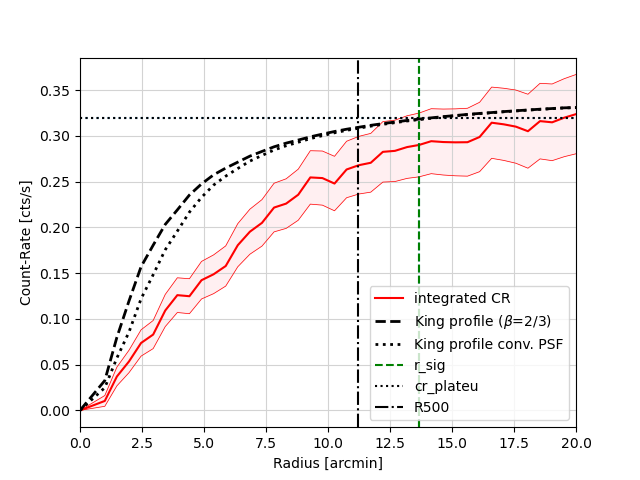 0.35
0.30
0.25
0.20
0.15
0.10
0.05
0.00
Count-Rate [cts/s]
integrated CR
King profile (β=2/3)
King profile conv. PSF
r_sig
cr_plateu
R500
0.0 2.5 5.0 7.5 10.0 12.5 15.0 17.5 20.0
Radius [arcmin]